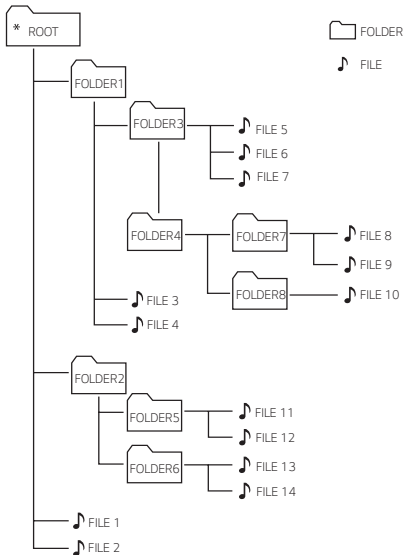 * ROOT
FOLDER
FILE
FOLDER1
FOLDER3
FILE 5
FILE 6
FILE 7
FOLDER4
FOLDER7
FILE 8
FILE 9
FOLDER8
FILE 10
FILE 3
FILE 4
FOLDER2
FOLDER5
FILE 11
FILE 12
FOLDER6
FILE 13
FILE 14
FILE 1
FILE 2